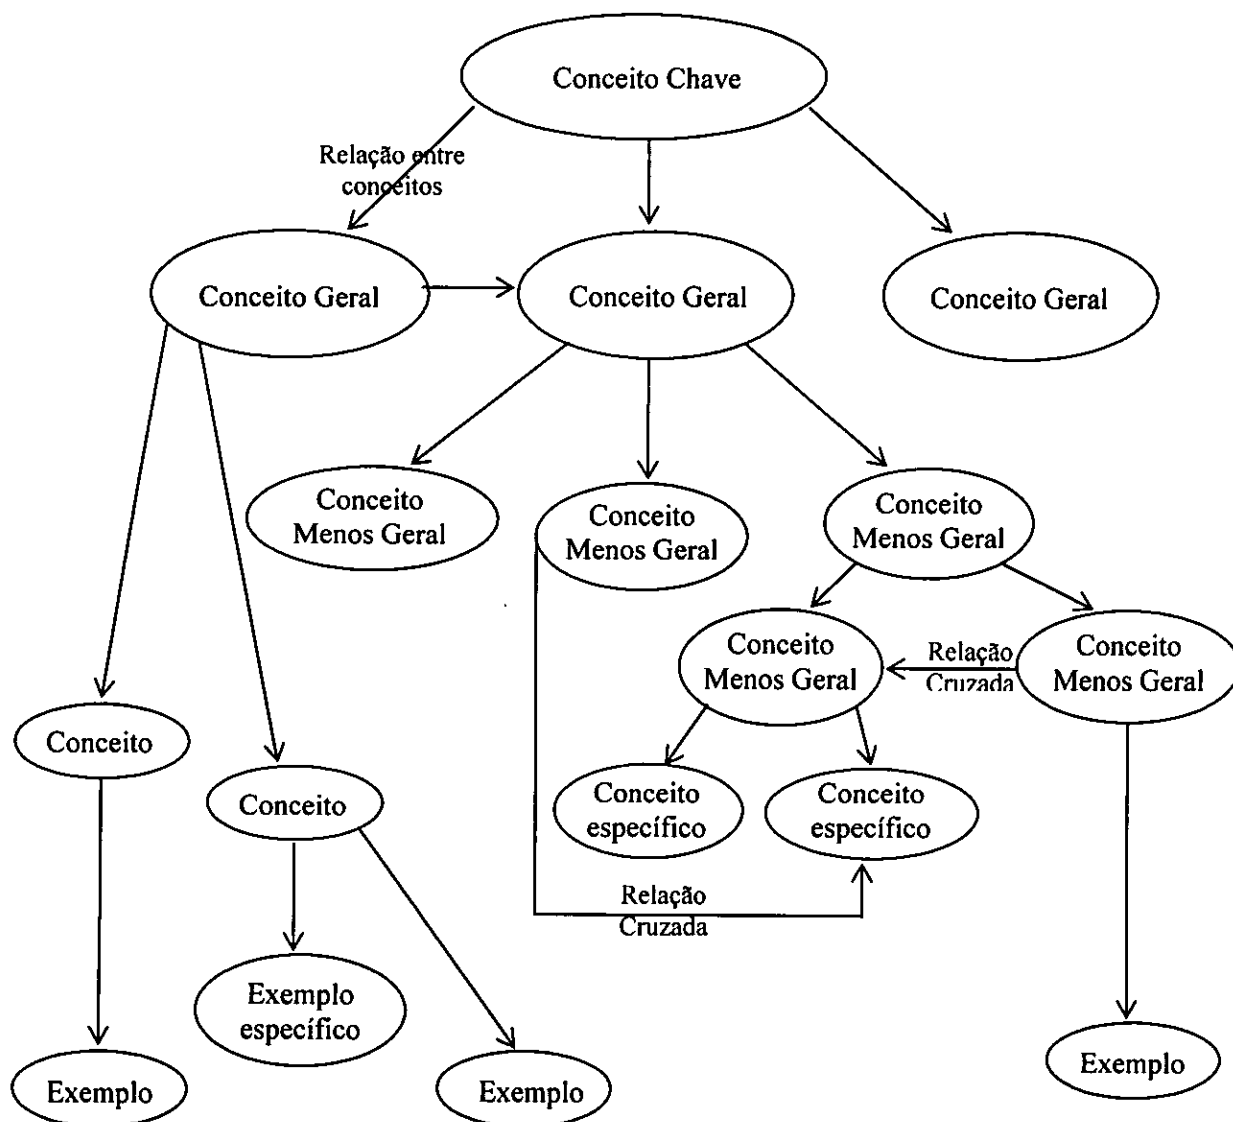 Conceito Chave
Relação entre
conceitos
Conceito Geral
Conceito Geral
Conceito Geral
Conceito
Menos Geral
Conceito
Menos Geral
Conceito
Menos Geral
Conceito
Menos Geral
Relação
Cruzada
Conceito
Menos Geral
Conceito
Conceito
Conceito
específico
Conceito
específico
Relação
Cruzada
Exemplo
específico
Exemplo
Exemplo
Exemplo